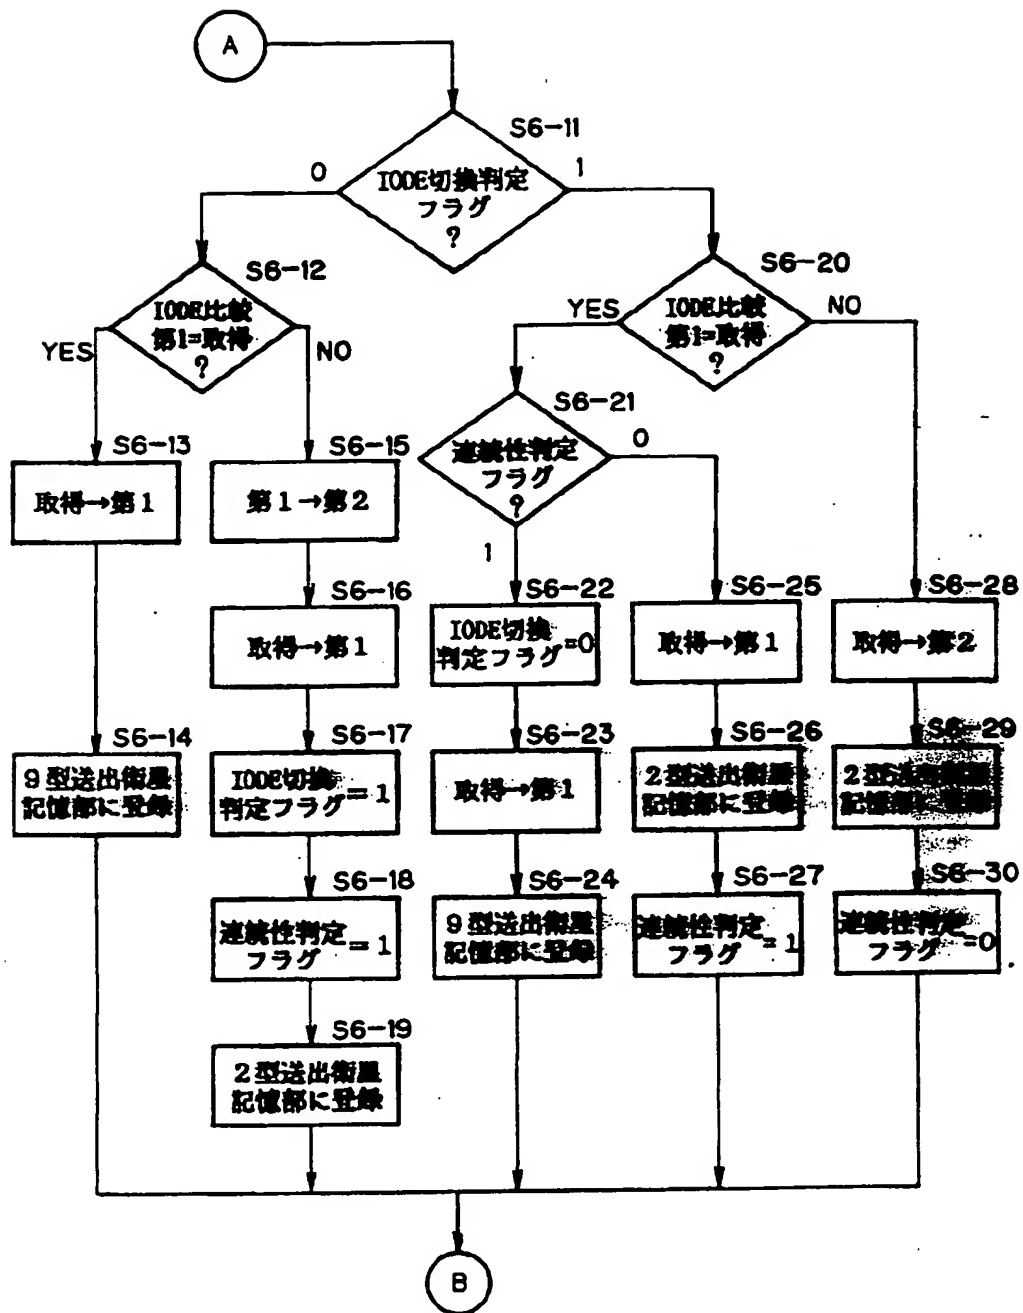 A
S6-11
IODE切換判定
フラグ
?
0
1
S6-12
IODE比較
第1=取得
?
YES
NO
S6-20
IODE比較
第1=取得
?
YES
NO
S6-21
連続性判定
フラグ
?
0
1
S6-13
取得→第1
S6-15
第1→第2
S6-16
取得→第1
S6-22
IODE切換
判定フラグ=0
S6-25
取得→第1
S6-28
取得→第2
S6-14
9型送出衛星
記憶部に登録
S6-17
IODE切換
判定フラグ=1
S6-23
取得→第1
S6-26
2型送出衛星
記憶部に登録
S6-29
2型送出衛星
記憶部に登録
S6-18
連続性判定
フラグ=1
S6-24
9型送出衛星
記憶部に登録
S6-27
連続性判定
フラグ=1
S6-30
連続性判定
フラグ=0
S6-19
2型送出衛星
記憶部に登録
B